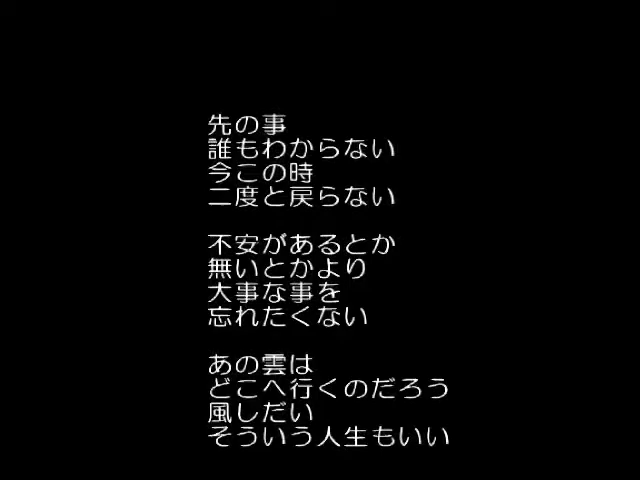 先の事
誰もわからない
今この時
二度と戻らない
不安があるとか
無いとかより
大事な事を
忘れたくない
あの雲は
どこへ行くのだろう
風しだい
そういう人生もいい